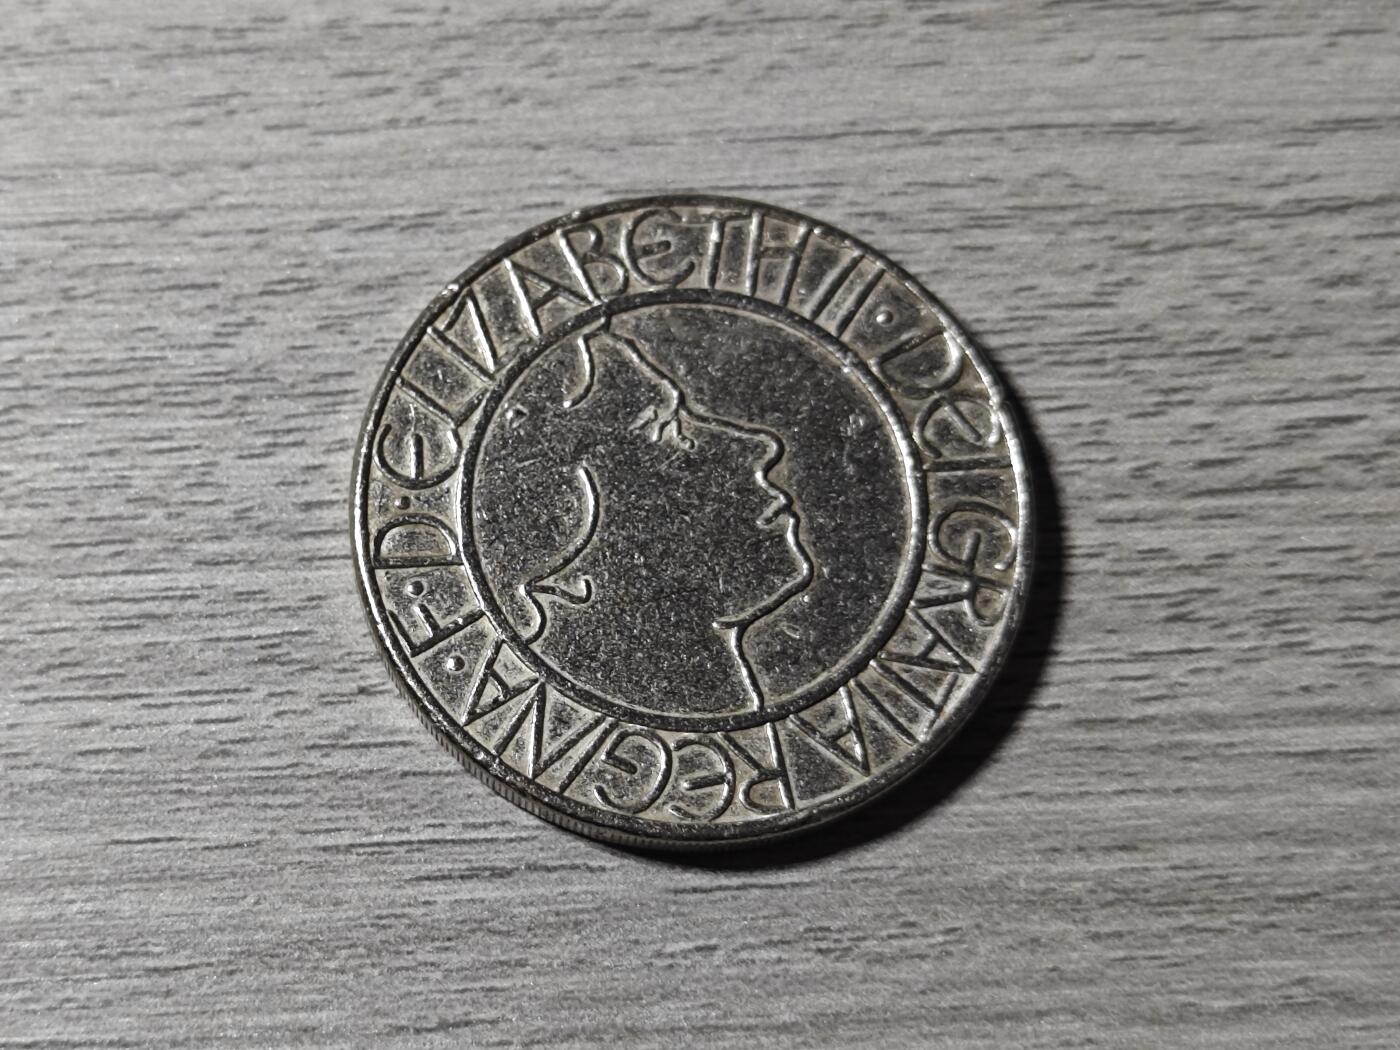 ELIZABETH II · DEI GRATIA REGINA · F · D ·